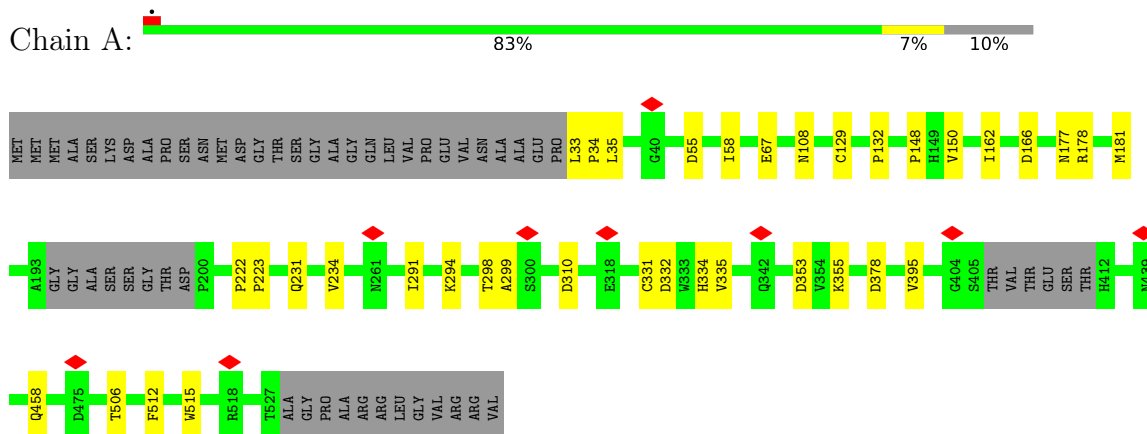 Chain A:
83% 7% 10%
MET MET MET ALA SER LYS ASP ALA PRO SER ASN MET ASP GLY THR SER GLY ALA GLY GLN LEU VAL PRO GLU VAL ASN ALA ALA GLU PRO L33 P34 L35 G40 D55 I58 E67 N108 C129 P132 P148 H149 V150 I162 D166 N177 R178 M181
A193 GLY GLY ALA SER SER GLY THR ASP P200 P222 P223 Q231 V234 N261 I291 K294 T298 A299 S300 D310 E318 C331 D332 W333 H334 V335 Q342 D353 V354 K355 D378 V395 G404 S405 THR VAL THR GLU SER THR H412 N439
Q458 D475 T506 F512 W515 R518 T527 ALA GLY PRO ALA ARG ARG LEU GLY VAL ARG ARG VAL